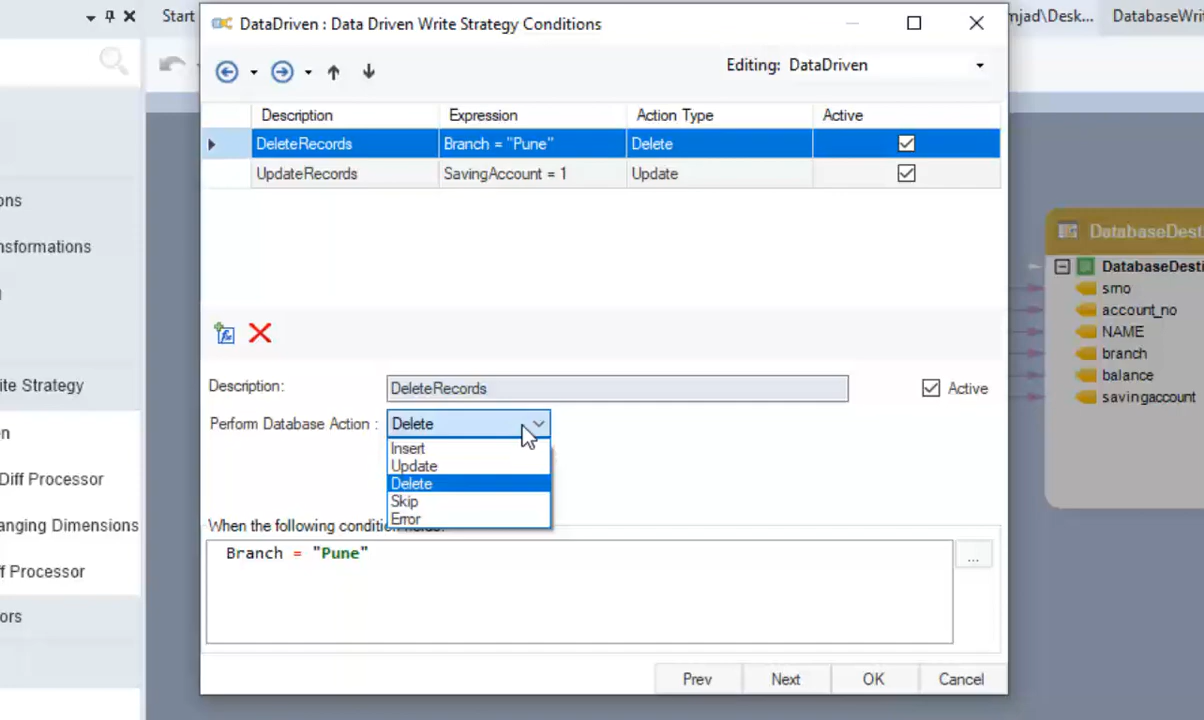 Start
DataDriven : Data Driven Write Strategy Conditions
mjad\Desk...
DatabaseWri
Editing: DataDriven
Description Expression Action Type Active
DeleteRecords Branch = "Pune" Delete
UpdateRecords SavingAccount = 1 Update
ons
nsformations
ite Strategy
Diff Processor
anging Dimensions
f Processor
ors
Description: DeleteRecords Active
Perform Database Action : Delete
Insert
Update
Delete
Skip
Error
When the following condition
Branch = "Pune"
...
Prev Next OK Cancel
DatabaseDest
DatabaseDesti
account_no
NAME
branch
balance
savingaccount